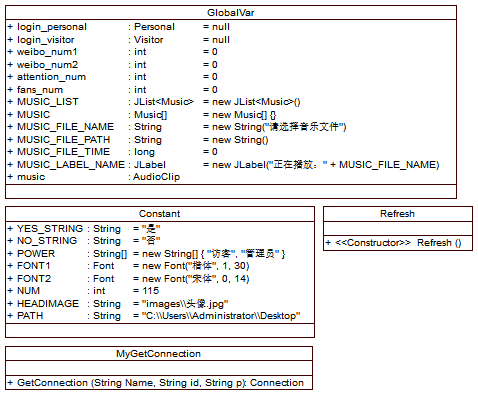 GlobalVar
+ login_personal : Personal = null
+ login_visitor : Visitor = null
+ weibo_num1 : int = 0
+ weibo_num2 : int = 0
+ attention_num : int = 0
+ fans_num : int = 0
+ MUSIC_LIST : JList<Music> = new JList<Music>()
+ MUSIC : Music[] = new Music[] {}
+ MUSIC_FILE_NAME : String = new String("请选择音乐文件")
+ MUSIC_FILE_PATH : String = new String()
+ MUSIC_FILE_TIME : long = 0
+ MUSIC_LABEL_NAME : JLabel = new JLabel("正在播放：" + MUSIC_FILE_NAME)
+ music : AudioClip
Constant
+ YES_STRING : String = "是"
+ NO_STRING : String = "否"
+ POWER : String[] = new String[] { "访客", "管理员" }
+ FONT1 : Font = new Font("楷体", 1, 30)
+ FONT2 : Font = new Font("宋体", 0, 14)
+ NUM : int = 115
+ HEADIMAGE : String = "images\\头像.jpg"
+ PATH : String = "C:\\Users\\Administrator\\Desktop"
Refresh
+ <<Constructor>> Refresh ()
MyGetConnection
+ GetConnection (String Name, String id, String p) : Connection